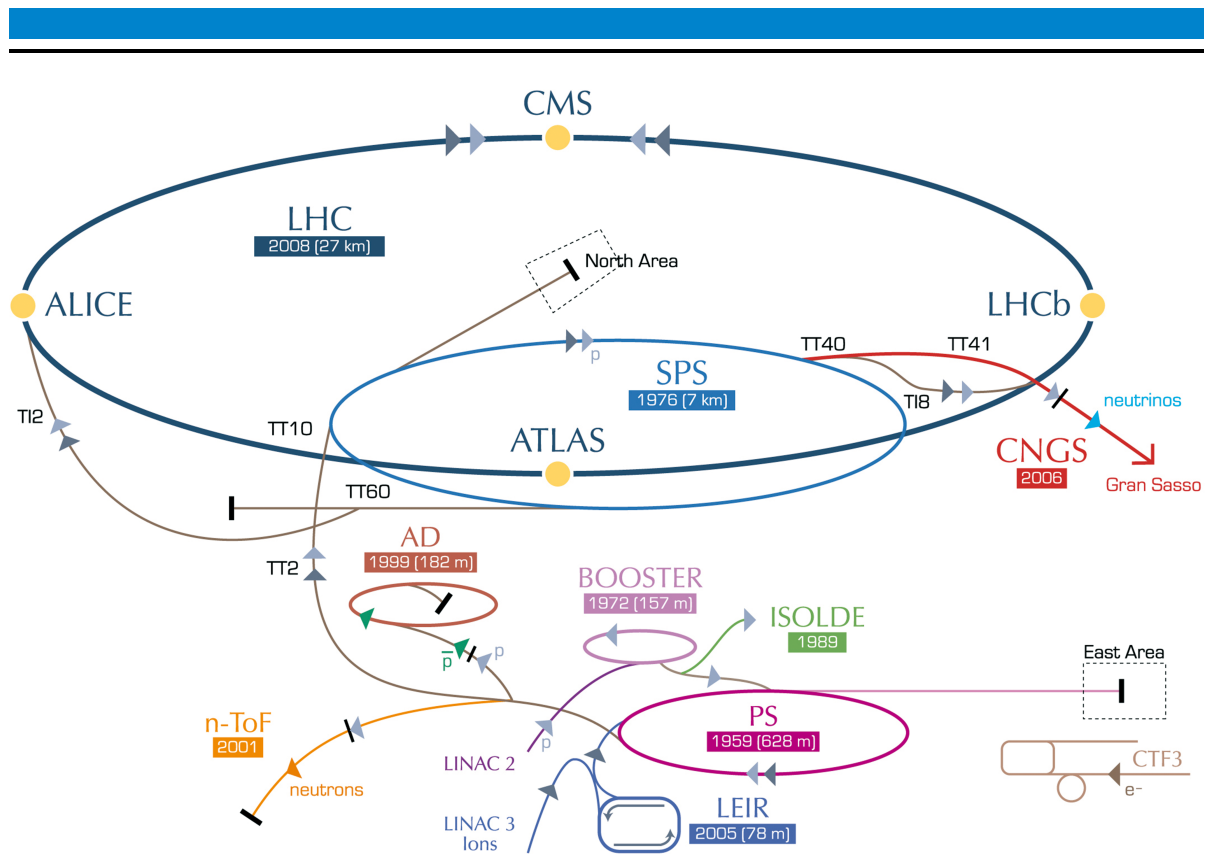 CMS
LHC
2008 (27 km)
North Area
ALICE
LHCb
TT40
TT41
p
SPS
1976 (7 km)
TI8
neutrinos
TI2
TT10
ATLAS
CNGS
2006
Gran Sasso
TT60
AD
1999 (182 m)
TT2
BOOSTER
1972 (157 m)
ISOLDE
1989
p̅
p
East Area
n-ToF
2001
PS
1959 (628 m)
p
LINAC 2
CTF3
neutrons
e-
LINAC 3
Ions
LEIR
2005 (78 m)